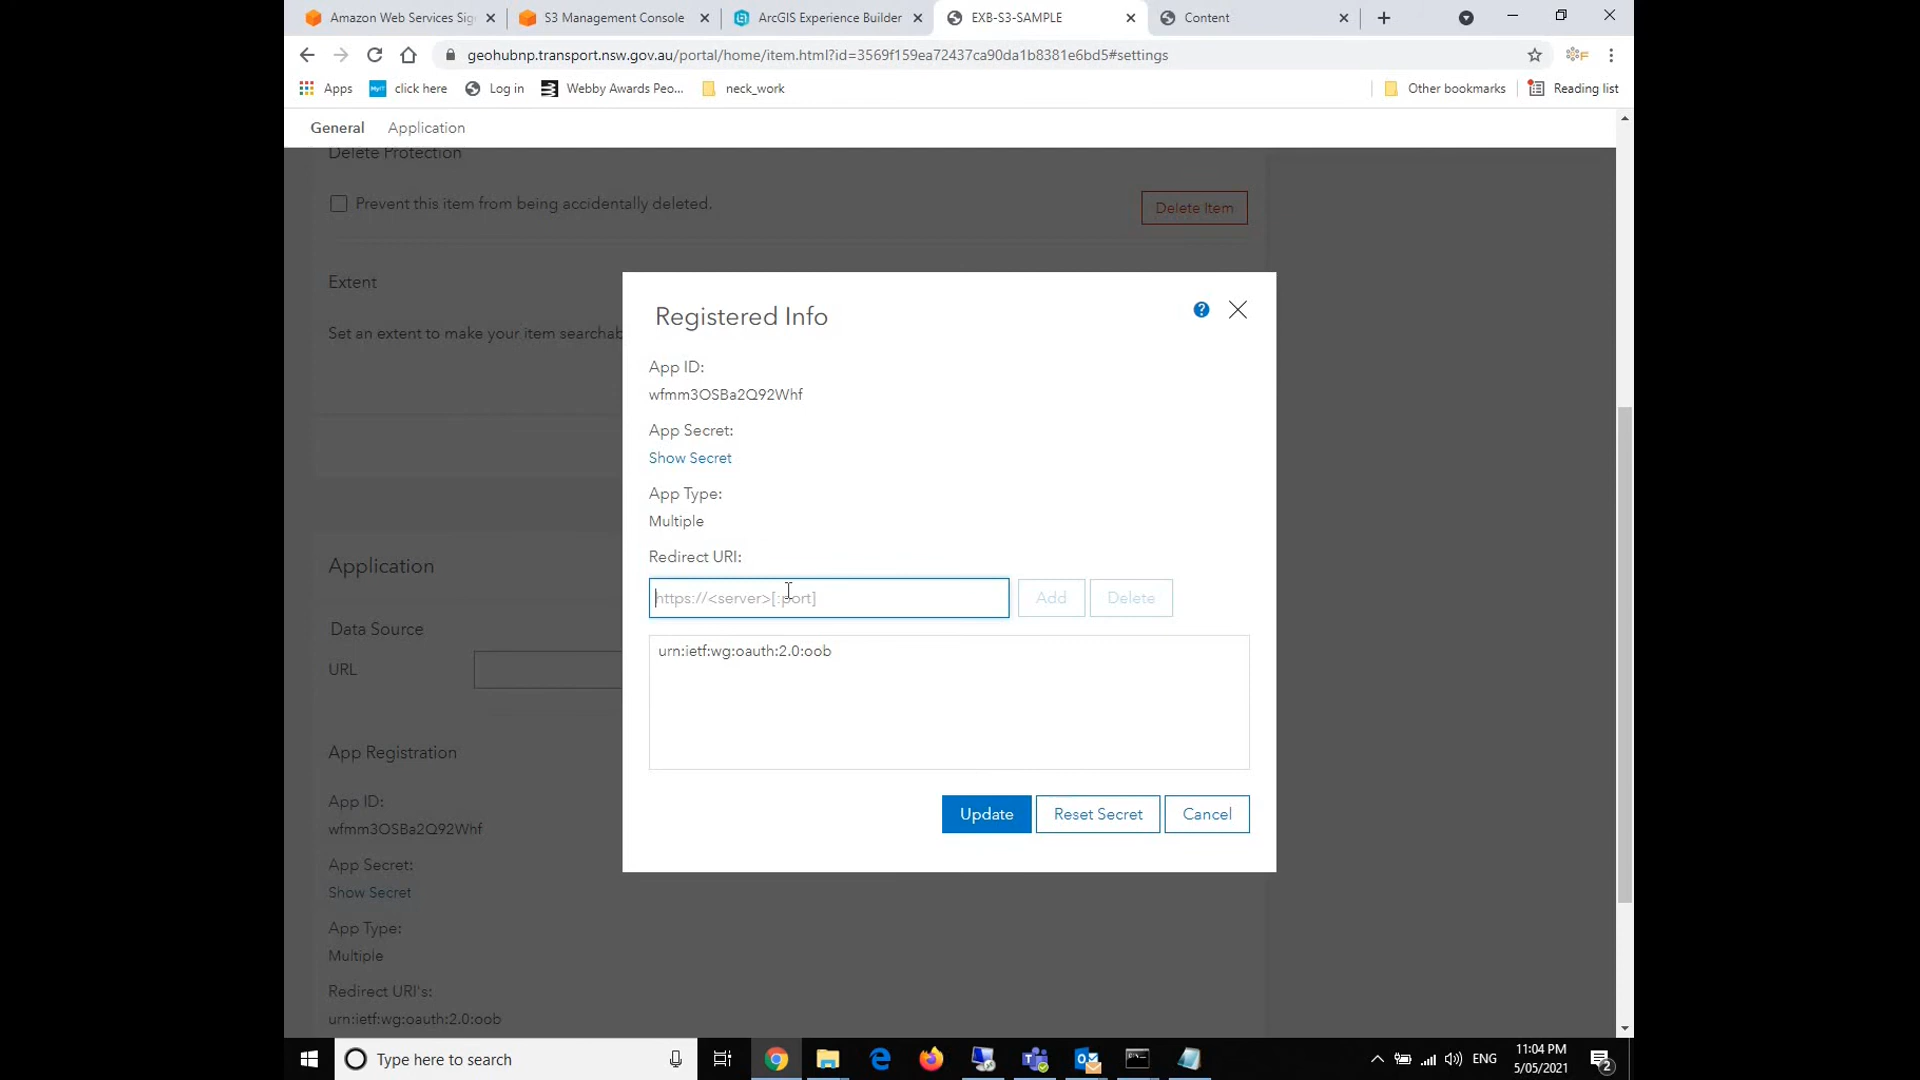 Amazon Web Services Sig
S3 Management Console
ArcGIS Experience Builder
EXB-S3-SAMPLE
Content
geohubnp.transport.nsw.gov.au/portal/home/item.html?id=3569f159ea72437ca90da1b8381e6bd5#settings
Apps
click here
Log in
Webby Awards Peo...
neck_work
Other bookmarks
Reading list
General
Application
Delete Protection
Prevent this item from being accidentally deleted.
Delete Item
Extent
Set an extent to make your item searchab
Registered Info
App ID:
wfmm3OSBa2Q92Whf
App Secret:
Show Secret
App Type:
Multiple
Redirect URI:
https://<server>[:port]
Add
Delete
urn:ietf:wg:oauth:2.0:oob
Update
Reset Secret
Cancel
Application
Data Source
URL
App Registration
App ID:
wfmm3OSBa2Q92Whf
App Secret:
Show Secret
App Type:
Multiple
Redirect URI's:
urn:ietf:wg:oauth:2.0:oob
Type here to search
ENG
11:04 PM
5/05/2021
2